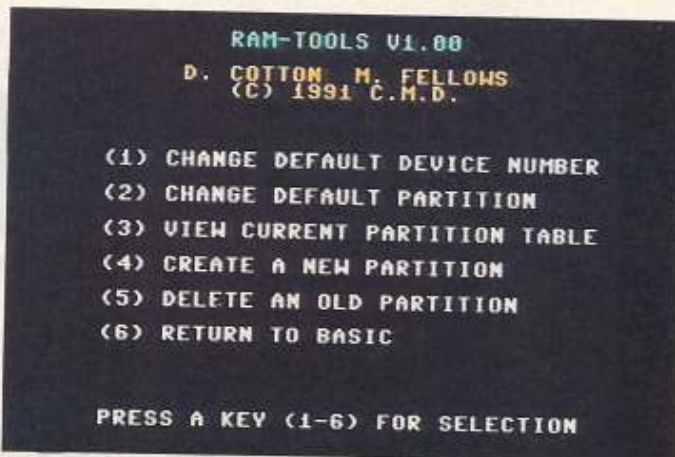 RAM-TOOLS V1.00
D. COTTON M. FELLOWS
(C) 1991 C.M.D.
(1) CHANGE DEFAULT DEVICE NUMBER
(2) CHANGE DEFAULT PARTITION
(3) VIEW CURRENT PARTITION TABLE
(4) CREATE A NEW PARTITION
(5) DELETE AN OLD PARTITION
(6) RETURN TO BASIC
PRESS A KEY (1-6) FOR SELECTION